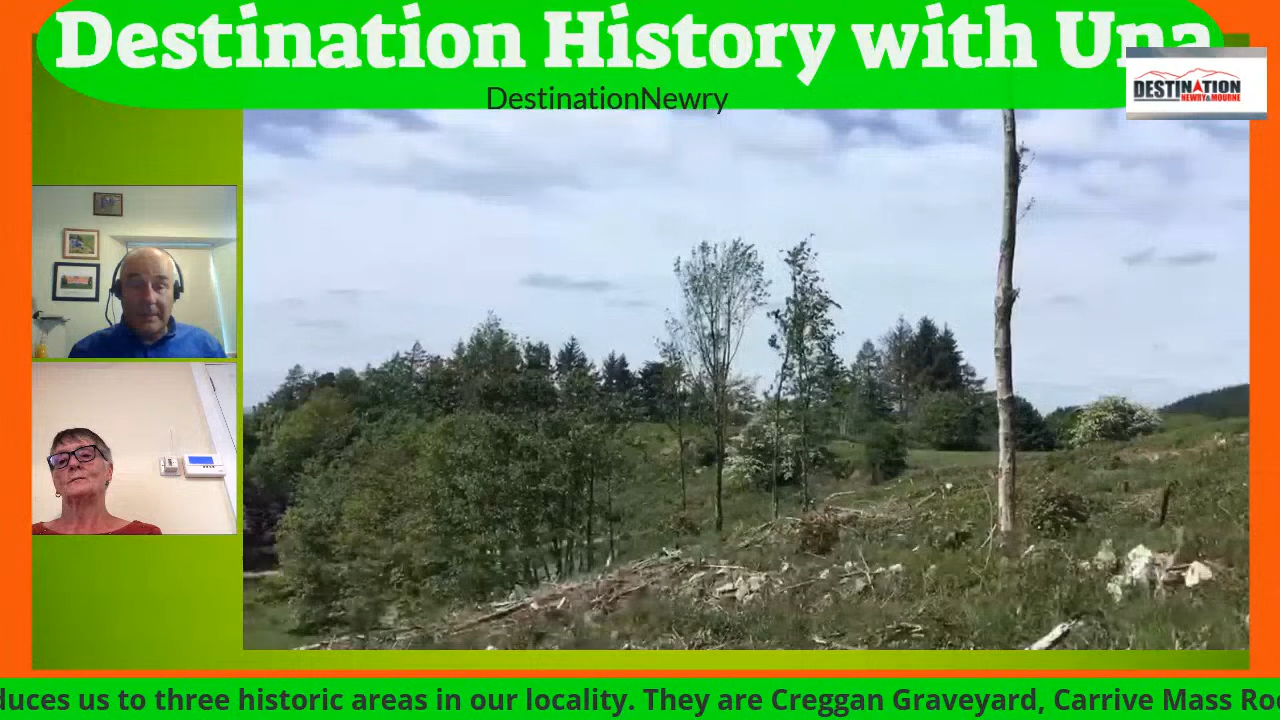 Destination History with Una
DestinationNewry
DESTINATION
NEWRY&MOURNE
duces us to three historic areas in our locality. They are Creggan Graveyard, Carrive Mass Ro